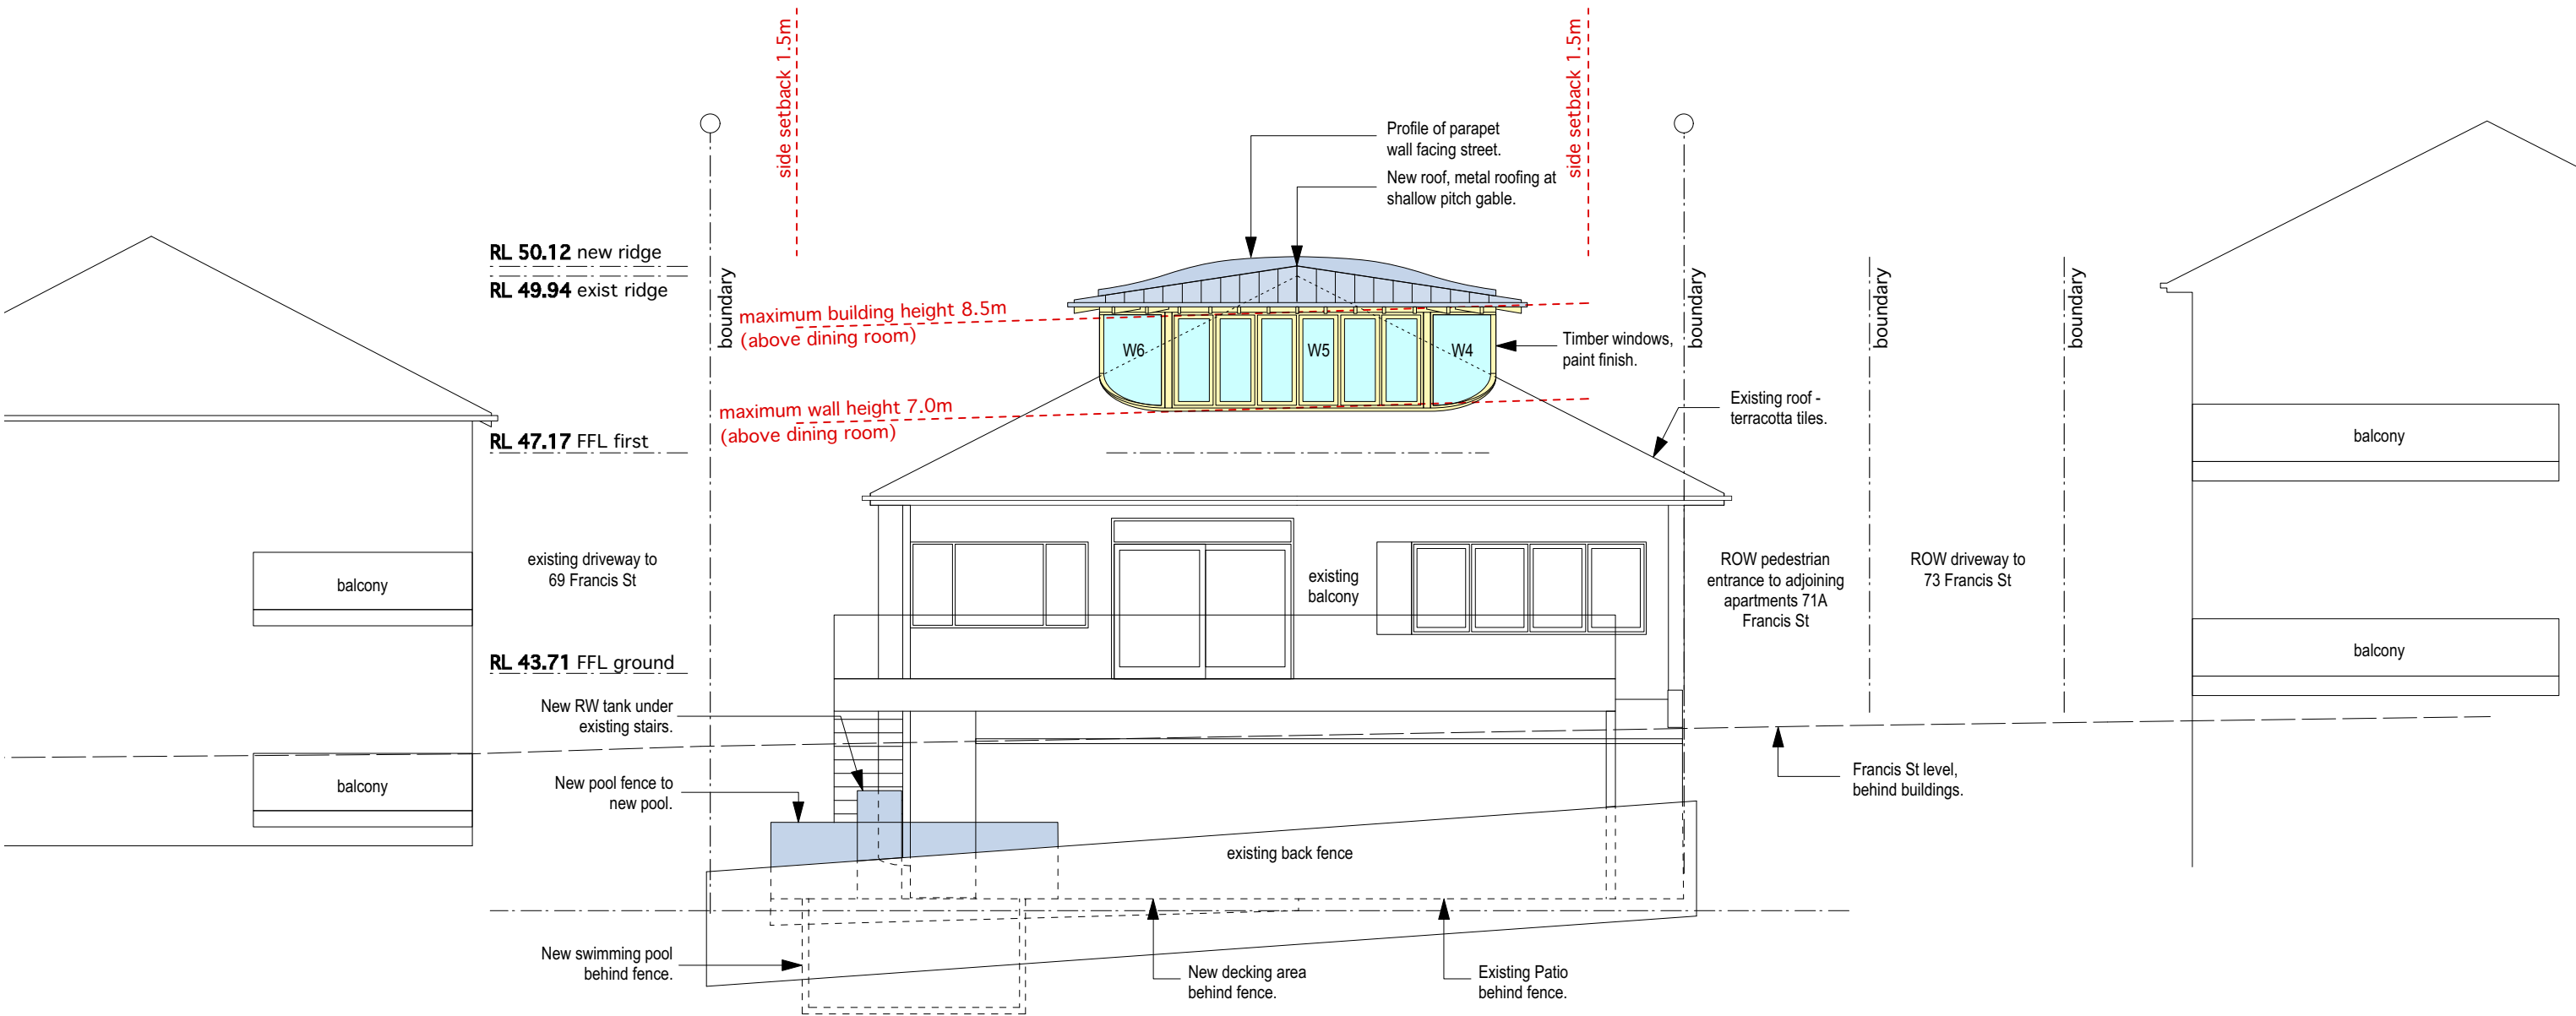 side setback 1.5m
side setback 1.5m
Profile of parapet
wall facing street.
New roof, metal roofing at
shallow pitch gable.
RL 50.12 new ridge
RL 49.94 exist ridge
boundary
boundary
boundary
boundary
maximum building height 8.5m
(above dining room)
W6
W5
W4
Timber windows,
paint finish.
maximum wall height 7.0m
(above dining room)
Existing roof -
terracotta tiles.
RL 47.17 FFL first
balcony
existing driveway to
69 Francis St
balcony
existing
balcony
ROW pedestrian
entrance to adjoining
apartments 71A
Francis St
ROW driveway to
73 Francis St
balcony
RL 43.71 FFL ground
New RW tank under
existing stairs.
New pool fence to
new pool.
balcony
Francis St level,
behind buildings.
existing back fence
New swimming pool
behind fence.
New decking area
behind fence.
Existing Patio
behind fence.